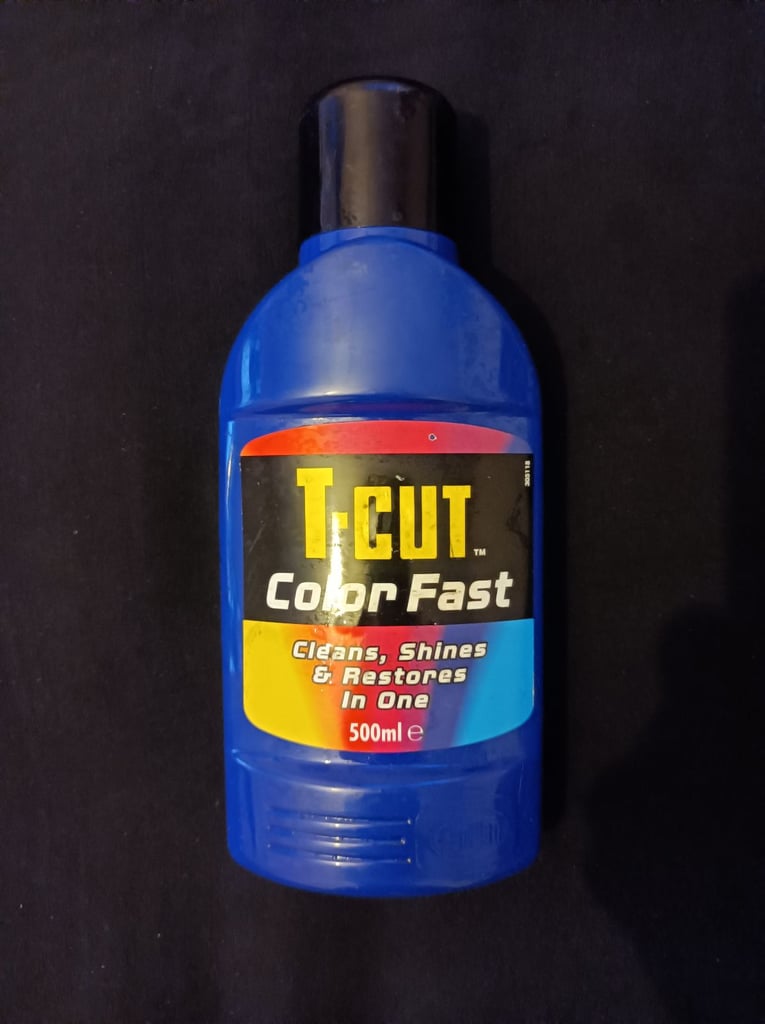 T-CUT™
Color Fast
Cleans, Shines
& Restores
In One
500ml ℮